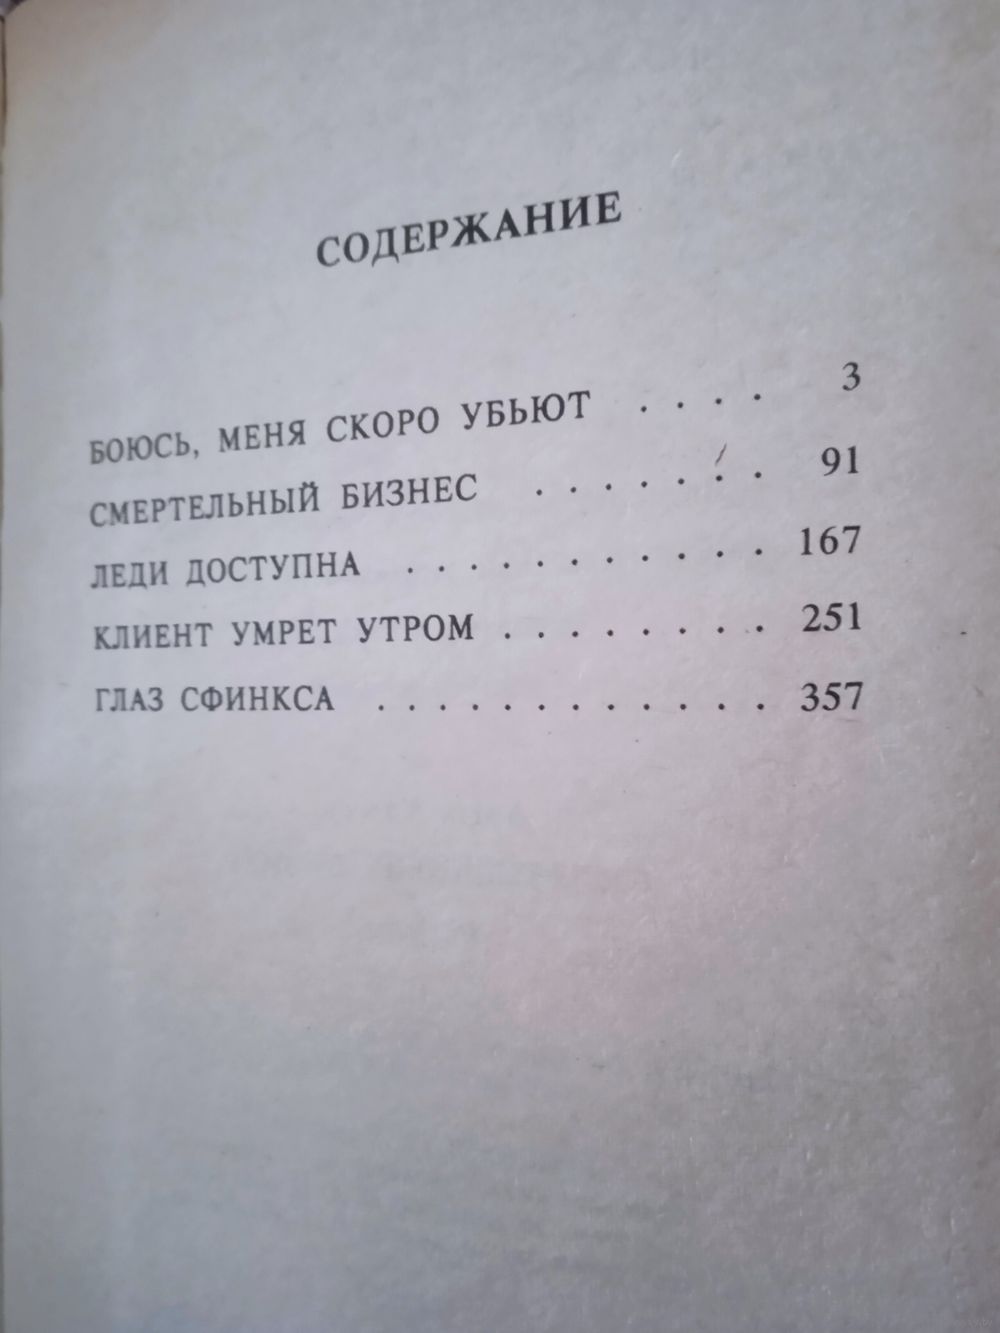 СОДЕРЖАНИЕ
БОЮСЬ, МЕНЯ СКОРО УБЬЮТ . . . . 3
СМЕРТЕЛЬНЫЙ БИЗНЕС . . . . . . . . 91
ЛЕДИ ДОСТУПНА . . . . . . . . . . . . 167
КЛИЕНТ УМРЕТ УТРОМ . . . . . . . . 251
ГЛАЗ СФИНКСА . . . . . . . . . . . . . 357